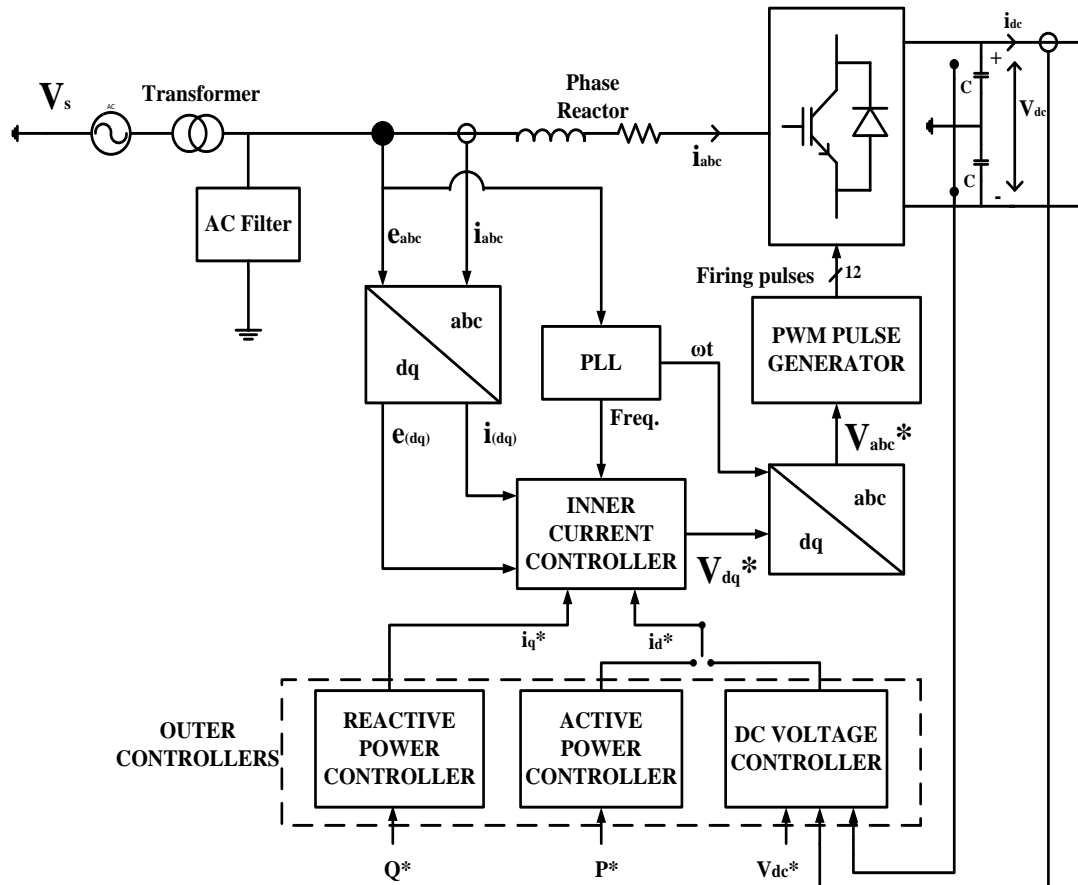 idc
Vs
AC
Transformer
Phase
Reactor
+
C
Vdc
iabc
C
-
AC Filter
eabc
iabc
Firing pulses
12
abc
dq
PLL
ωt
PWM PULSE
GENERATOR
e(dq)
i(dq)
Freq.
Vabc*
INNER
CURRENT
CONTROLLER
abc
dq
Vdq*
iq*
id*
OUTER
CONTROLLERS
REACTIVE
POWER
CONTROLLER
ACTIVE
POWER
CONTROLLER
DC VOLTAGE
CONTROLLER
Q*
P*
Vdc*